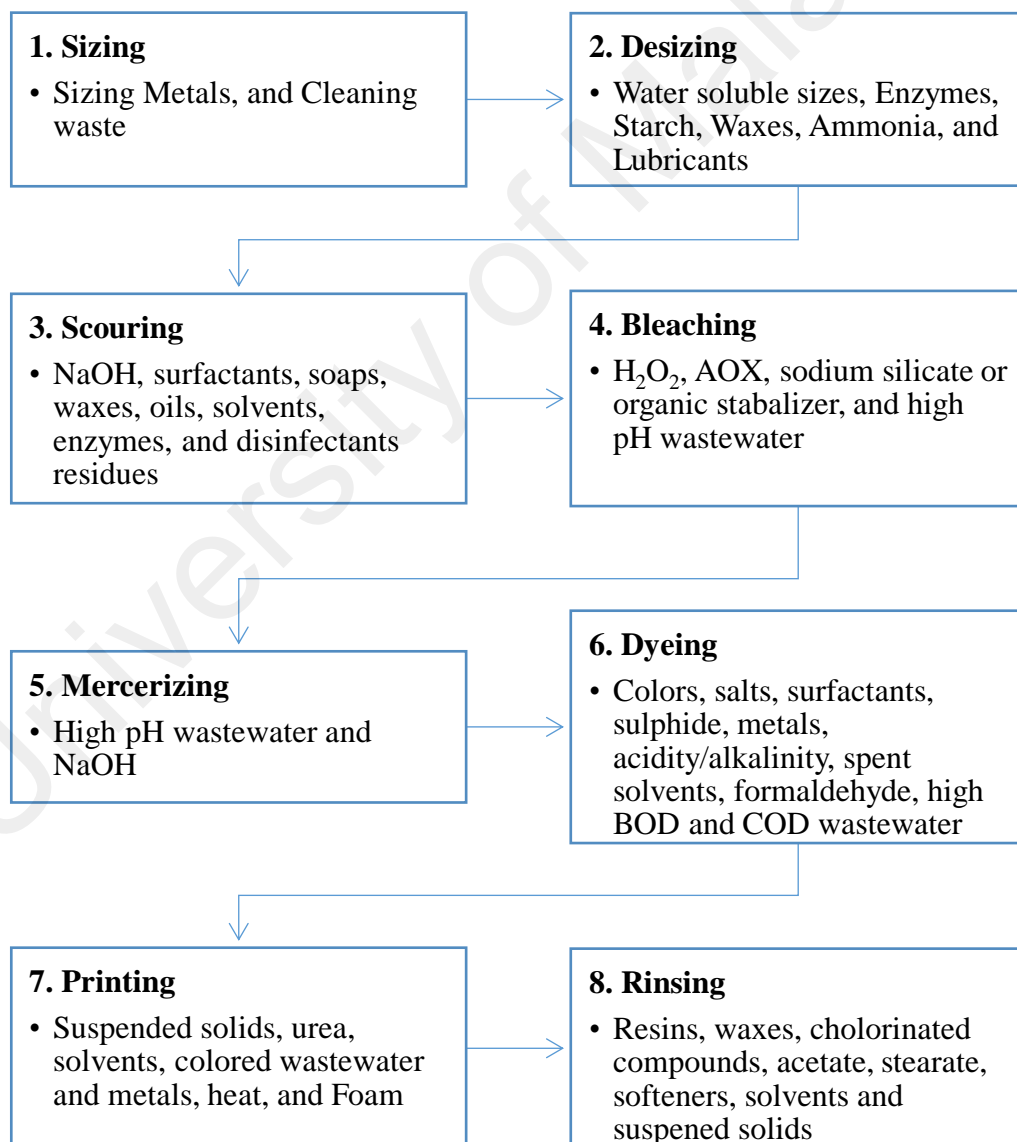 1. Sizing
• Sizing Metals, and Cleaning
waste
2. Desizing
• Water soluble sizes, Enzymes,
Starch, Waxes, Ammonia, and
Lubricants
3. Scouring
• NaOH, surfactants, soaps,
waxes, oils, solvents,
enzymes, and disinfectants
residues
4. Bleaching
• H₂O₂, AOX, sodium silicate or
organic stabalizer, and high
pH wastewater
5. Mercerizing
• High pH wastewater and
NaOH
6. Dyeing
• Colors, salts, surfactants,
sulphide, metals,
acidity/alkalinity, spent
solvents, formaldehyde, high
BOD and COD wastewater
7. Printing
• Suspended solids, urea,
solvents, colored wastewater
and metals, heat, and Foam
8. Rinsing
• Resins, waxes, cholorinated
compounds, acetate, stearate,
softeners, solvents and
suspened solids
University of Mala